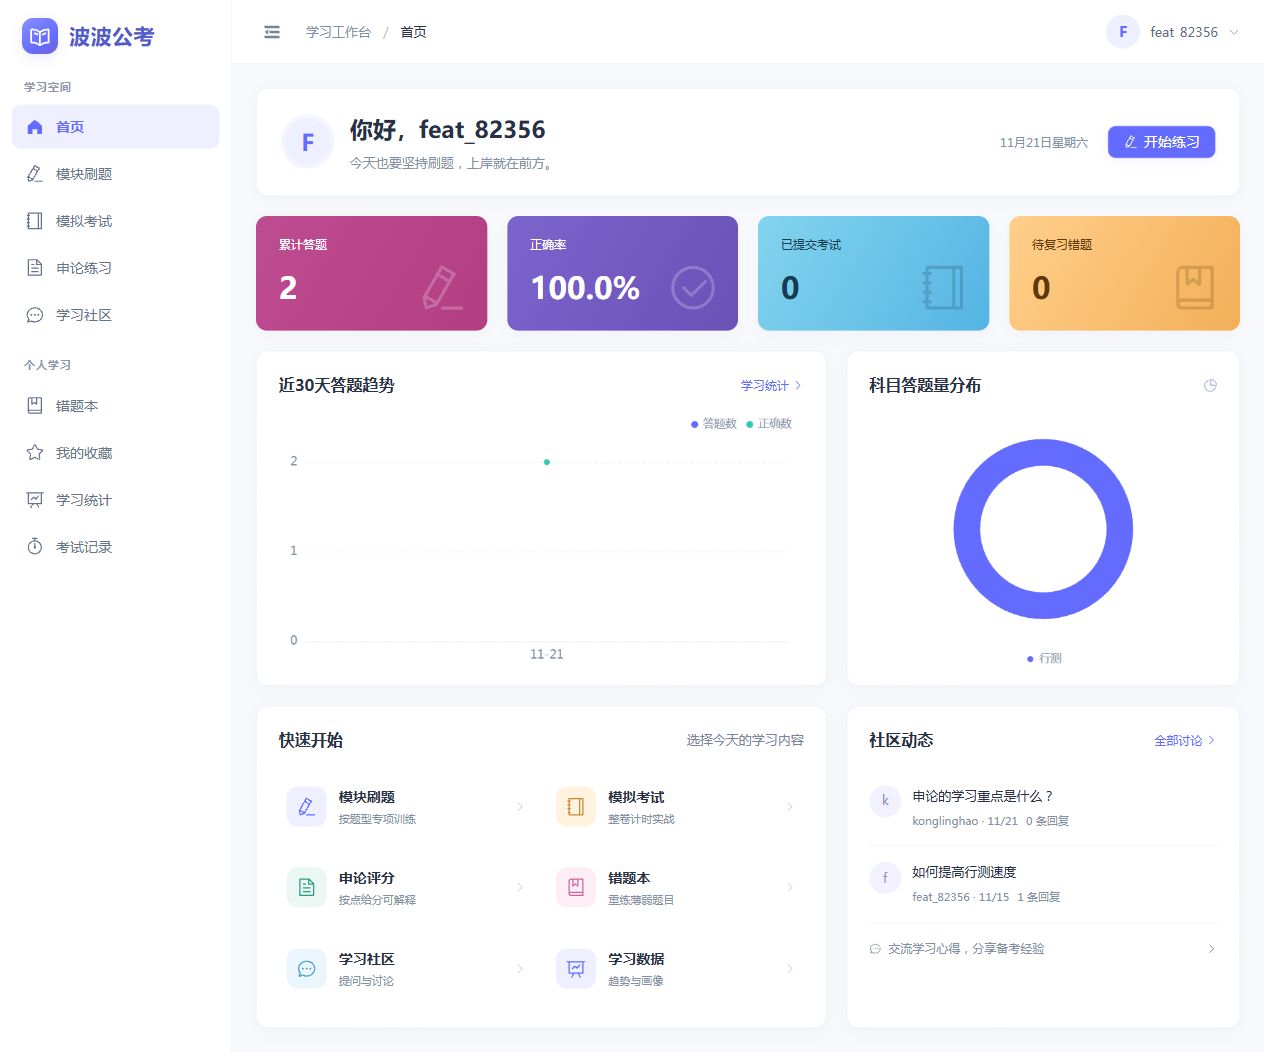 波波公考
学习空间
首页
模块刷题
模拟考试
申论练习
学习社区
个人学习
错题本
我的收藏
学习统计
考试记录
学习工作台 / 首页
F feat_82356
F
你好，feat_82356
今天也要坚持刷题，上岸就在前方。
11月21日星期六
开始练习
累计答题
2
正确率
100.0%
已提交考试
0
待复习错题
0
近30天答题趋势
学习统计
答题数 正确数
2
1
0
11-21
科目答题量分布
行测
快速开始
选择今天的学习内容
模块刷题
按题型专项训练
模拟考试
整卷计时实战
申论评分
按点给分可解释
错题本
重练薄弱题目
学习社区
提问与讨论
学习数据
趋势与画像
社区动态
全部讨论
k
申论的学习重点是什么？
konglinghao · 11/21 0 条回复
f
如何提高行测速度
feat_82356 · 11/15 1 条回复
交流学习心得，分享备考经验